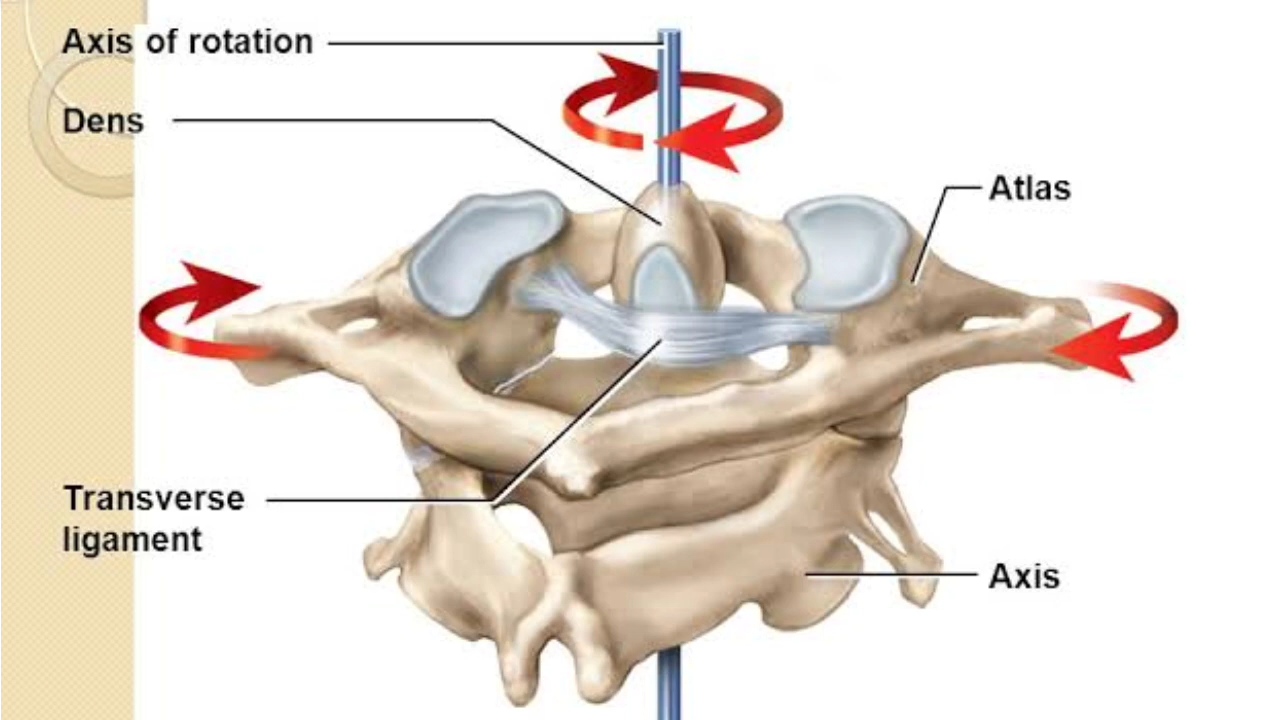 Axis of rotation
Dens
Atlas
Transverse
ligament
Axis